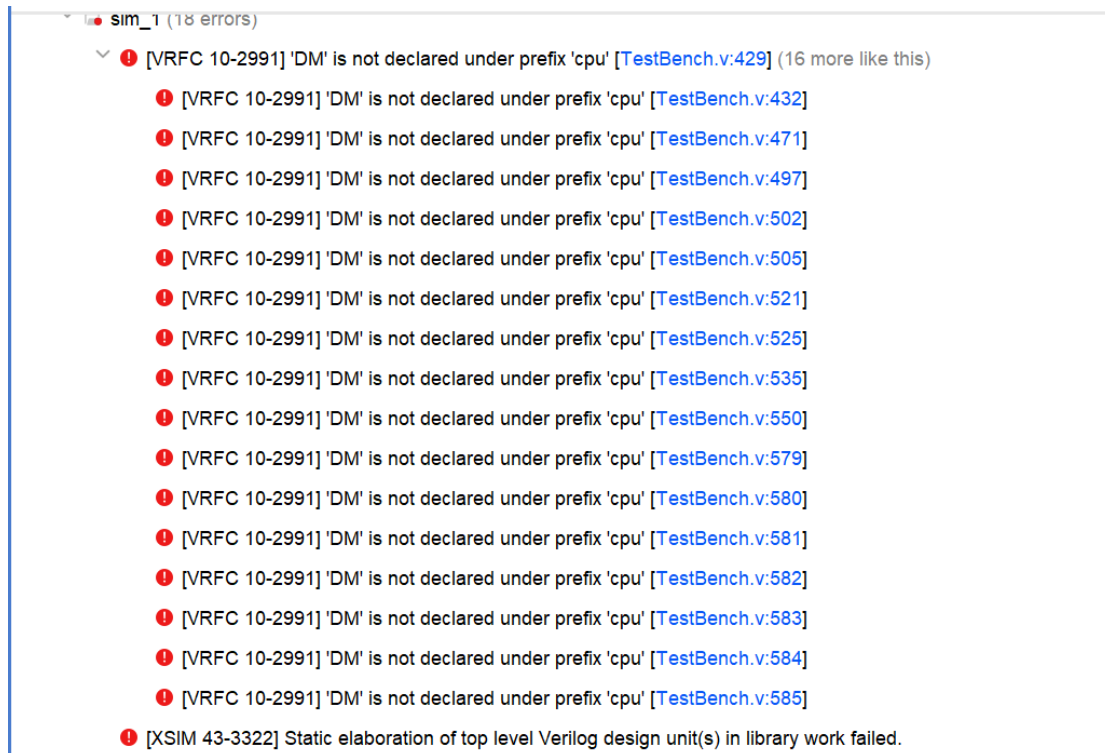 sim_1 (18 errors)
[VRFC 10-2991] 'DM' is not declared under prefix 'cpu' [TestBench.v:429] (16 more like this)
[VRFC 10-2991] 'DM' is not declared under prefix 'cpu' [TestBench.v:432]
[VRFC 10-2991] 'DM' is not declared under prefix 'cpu' [TestBench.v:471]
[VRFC 10-2991] 'DM' is not declared under prefix 'cpu' [TestBench.v:497]
[VRFC 10-2991] 'DM' is not declared under prefix 'cpu' [TestBench.v:502]
[VRFC 10-2991] 'DM' is not declared under prefix 'cpu' [TestBench.v:505]
[VRFC 10-2991] 'DM' is not declared under prefix 'cpu' [TestBench.v:521]
[VRFC 10-2991] 'DM' is not declared under prefix 'cpu' [TestBench.v:525]
[VRFC 10-2991] 'DM' is not declared under prefix 'cpu' [TestBench.v:535]
[VRFC 10-2991] 'DM' is not declared under prefix 'cpu' [TestBench.v:550]
[VRFC 10-2991] 'DM' is not declared under prefix 'cpu' [TestBench.v:579]
[VRFC 10-2991] 'DM' is not declared under prefix 'cpu' [TestBench.v:580]
[VRFC 10-2991] 'DM' is not declared under prefix 'cpu' [TestBench.v:581]
[VRFC 10-2991] 'DM' is not declared under prefix 'cpu' [TestBench.v:582]
[VRFC 10-2991] 'DM' is not declared under prefix 'cpu' [TestBench.v:583]
[VRFC 10-2991] 'DM' is not declared under prefix 'cpu' [TestBench.v:584]
[VRFC 10-2991] 'DM' is not declared under prefix 'cpu' [TestBench.v:585]
[XSIM 43-3322] Static elaboration of top level Verilog design unit(s) in library work failed.